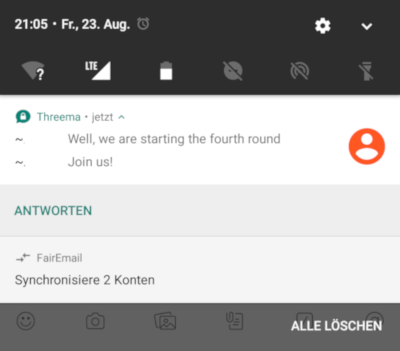 21:05 • Fr., 23. Aug.
LTE
Threema • jetzt
~ Well, we are starting the fourth round
~. Join us!
ANTWORTEN
FairEmail
Synchronisiere 2 Konten
ALLE LÖSCHEN